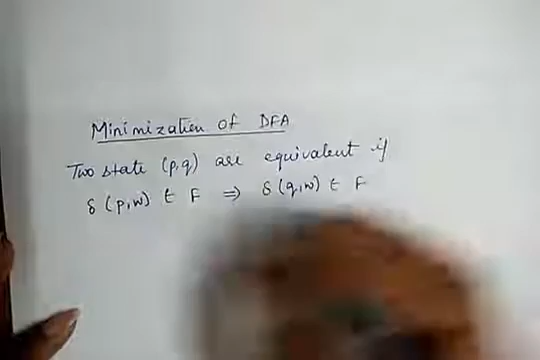 Minimization of DFA
Two state (p,q) are equivalent if
δ (p,w) ∈ F ⇒ δ (q,w) ∈ F